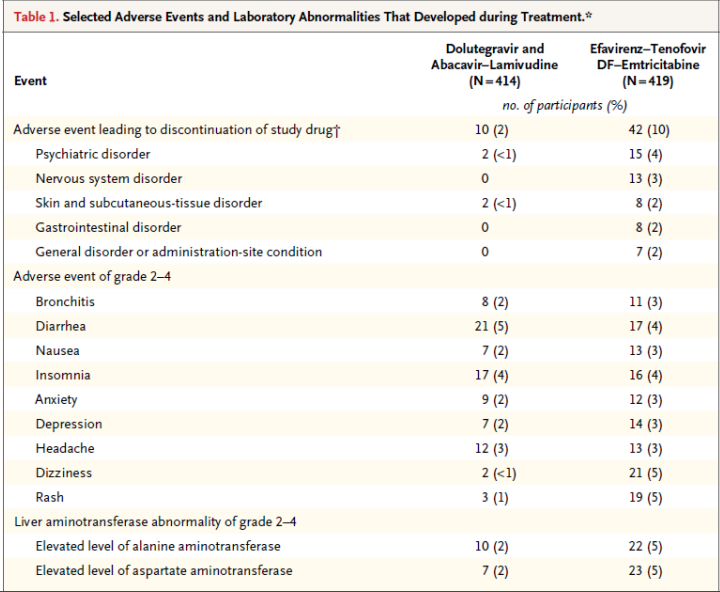 Table 1. Selected Adverse Events and Laboratory Abnormalities That Developed during Treatment.*
Event
Dolutegravir and Abacavir–Lamivudine (N=414)
Efavirenz–Tenofovir DF–Emtricitabine (N=419)
no. of participants (%)
Adverse event leading to discontinuation of study drug† 10 (2) 42 (10)
Psychiatric disorder 2 (<1) 15 (4)
Nervous system disorder 0 13 (3)
Skin and subcutaneous-tissue disorder 2 (<1) 8 (2)
Gastrointestinal disorder 0 8 (2)
General disorder or administration-site condition 0 7 (2)
Adverse event of grade 2–4
Bronchitis 8 (2) 11 (3)
Diarrhea 21 (5) 17 (4)
Nausea 7 (2) 13 (3)
Insomnia 17 (4) 16 (4)
Anxiety 9 (2) 12 (3)
Depression 7 (2) 14 (3)
Headache 12 (3) 13 (3)
Dizziness 2 (<1) 21 (5)
Rash 3 (1) 19 (5)
Liver aminotransferase abnormality of grade 2–4
Elevated level of alanine aminotransferase 10 (2) 22 (5)
Elevated level of aspartate aminotransferase 7 (2) 23 (5)